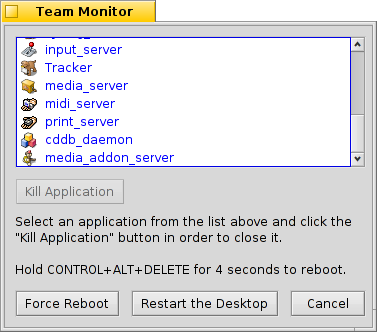 Team Monitor
input_server
Tracker
media_server
midi_server
print_server
cddb_daemon
media_addon_server
Kill Application
Select an application from the list above and click the
"Kill Application" button in order to close it.
Hold CONTROL+ALT+DELETE for 4 seconds to reboot.
Force Reboot
Restart the Desktop
Cancel